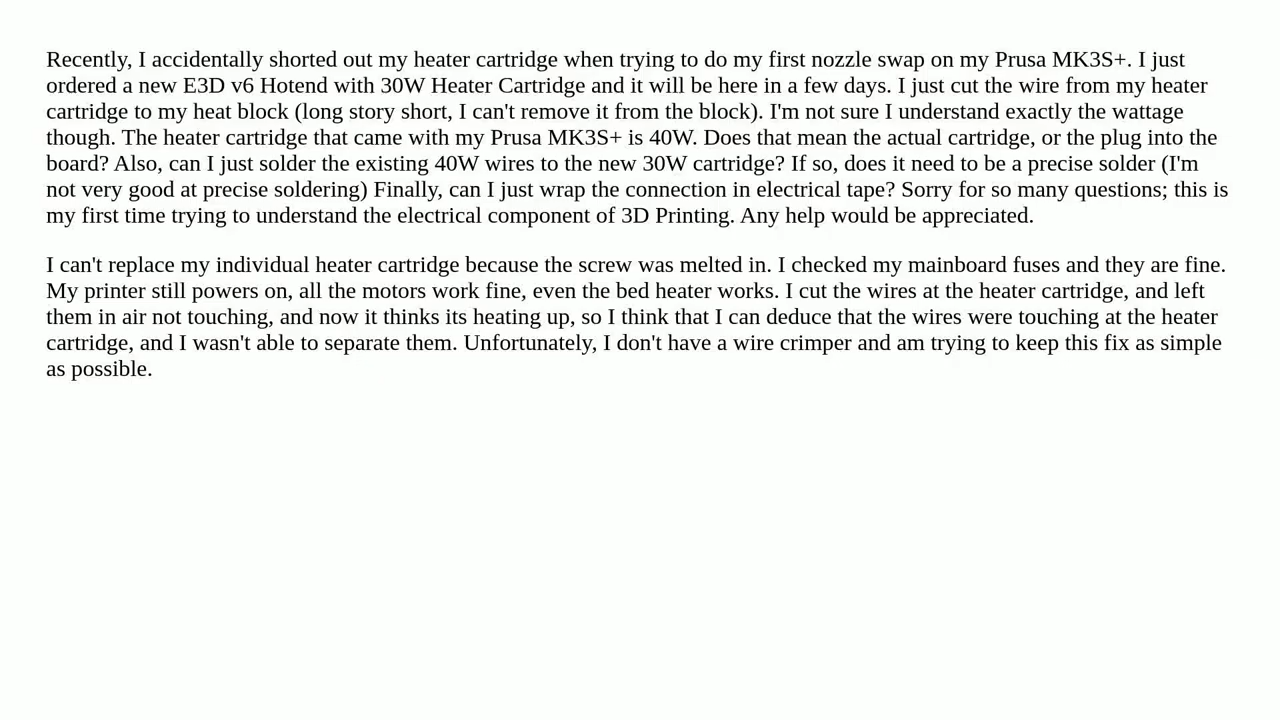 Recently, I accidentally shorted out my heater cartridge when trying to do my first nozzle swap on my Prusa MK3S+. I just
ordered a new E3D v6 Hotend with 30W Heater Cartridge and it will be here in a few days. I just cut the wire from my heater
cartridge to my heat block (long story short, I can't remove it from the block). I'm not sure I understand exactly the wattage
though. The heater cartridge that came with my Prusa MK3S+ is 40W. Does that mean the actual cartridge, or the plug into the
board? Also, can I just solder the existing 40W wires to the new 30W cartridge? If so, does it need to be a precise solder (I'm
not very good at precise soldering) Finally, can I just wrap the connection in electrical tape? Sorry for so many questions; this is
my first time trying to understand the electrical component of 3D Printing. Any help would be appreciated.
I can't replace my individual heater cartridge because the screw was melted in. I checked my mainboard fuses and they are fine.
My printer still powers on, all the motors work fine, even the bed heater works. I cut the wires at the heater cartridge, and left
them in air not touching, and now it thinks its heating up, so I think that I can deduce that the wires were touching at the heater
cartridge, and I wasn't able to separate them. Unfortunately, I don't have a wire crimper and am trying to keep this fix as simple
as possible.